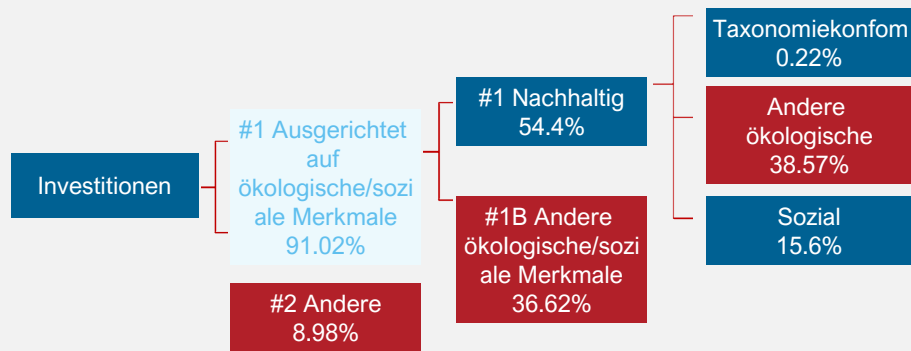 Investitionen
#1 Ausgerichtet
auf
ökologische/sozi
ale Merkmale
91.02%
#2 Andere
8.98%
#1 Nachhaltig
54.4%
#1B Andere
ökologische/sozi
ale Merkmale
36.62%
Taxonomiekonfom
0.22%
Andere
ökologische
38.57%
Sozial
15.6%